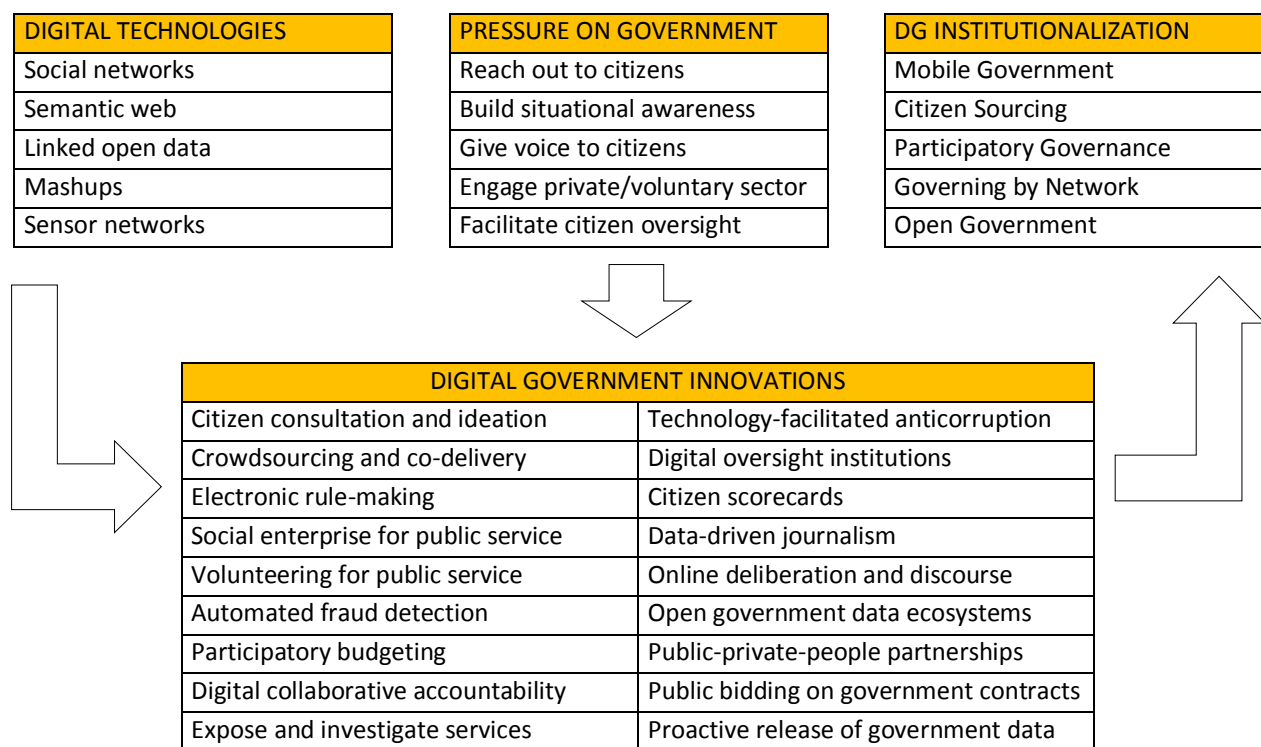 DIGITAL TECHNOLOGIES
Social networks
Semantic web
Linked open data
Mashups
Sensor networks
PRESSURE ON GOVERNMENT
Reach out to citizens
Build situational awareness
Give voice to citizens
Engage private/voluntary sector
Facilitate citizen oversight
DG INSTITUTIONALIZATION
Mobile Government
Citizen Sourcing
Participatory Governance
Governing by Network
Open Government
DIGITAL GOVERNMENT INNOVATIONS
Citizen consultation and ideation
Technology-facilitated anticorruption
Crowdsourcing and co-delivery
Digital oversight institutions
Electronic rule-making
Citizen scorecards
Social enterprise for public service
Data-driven journalism
Volunteering for public service
Online deliberation and discourse
Automated fraud detection
Open government data ecosystems
Participatory budgeting
Public-private-people partnerships
Digital collaborative accountability
Public bidding on government contracts
Expose and investigate services
Proactive release of government data